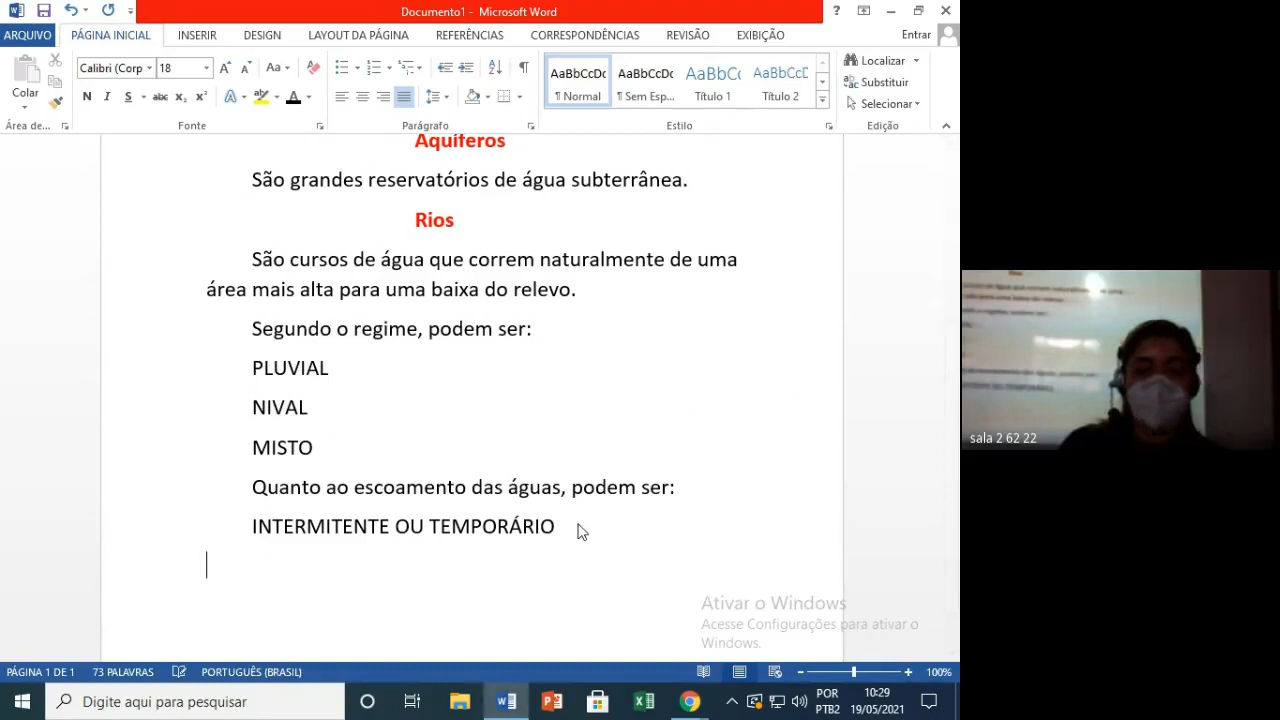 Documento1 - Microsoft Word
ARQUIVO PÁGINA INICIAL INSERIR DESIGN LAYOUT DA PÁGINA REFERÊNCIAS CORRESPONDÊNCIAS REVISÃO EXIBIÇÃO Entrar
Calibri (Corp 18
Colar
AaBbCcDc AaBbCcDc AaBbCc AaBbCcD
¶ Normal ¶ Sem Esp... Título 1 Título 2
Localizar
Substituir
Selecionar
Área de... Fonte Parágrafo Estilo Edição
Aquíferos
São grandes reservatórios de água subterrânea.
Rios
São cursos de água que correm naturalmente de uma
área mais alta para uma baixa do relevo.
Segundo o regime, podem ser:
PLUVIAL
NIVAL
MISTO
Quanto ao escoamento das águas, podem ser:
INTERMITENTE OU TEMPORÁRIO
Ativar o Windows
Acesse Configurações para ativar o
Windows.
sala 2 62 22
PÁGINA 1 DE 1 73 PALAVRAS PORTUGUÊS (BRASIL) 100%
Digite aqui para pesquisar
POR
PTB2
10:29
19/05/2021